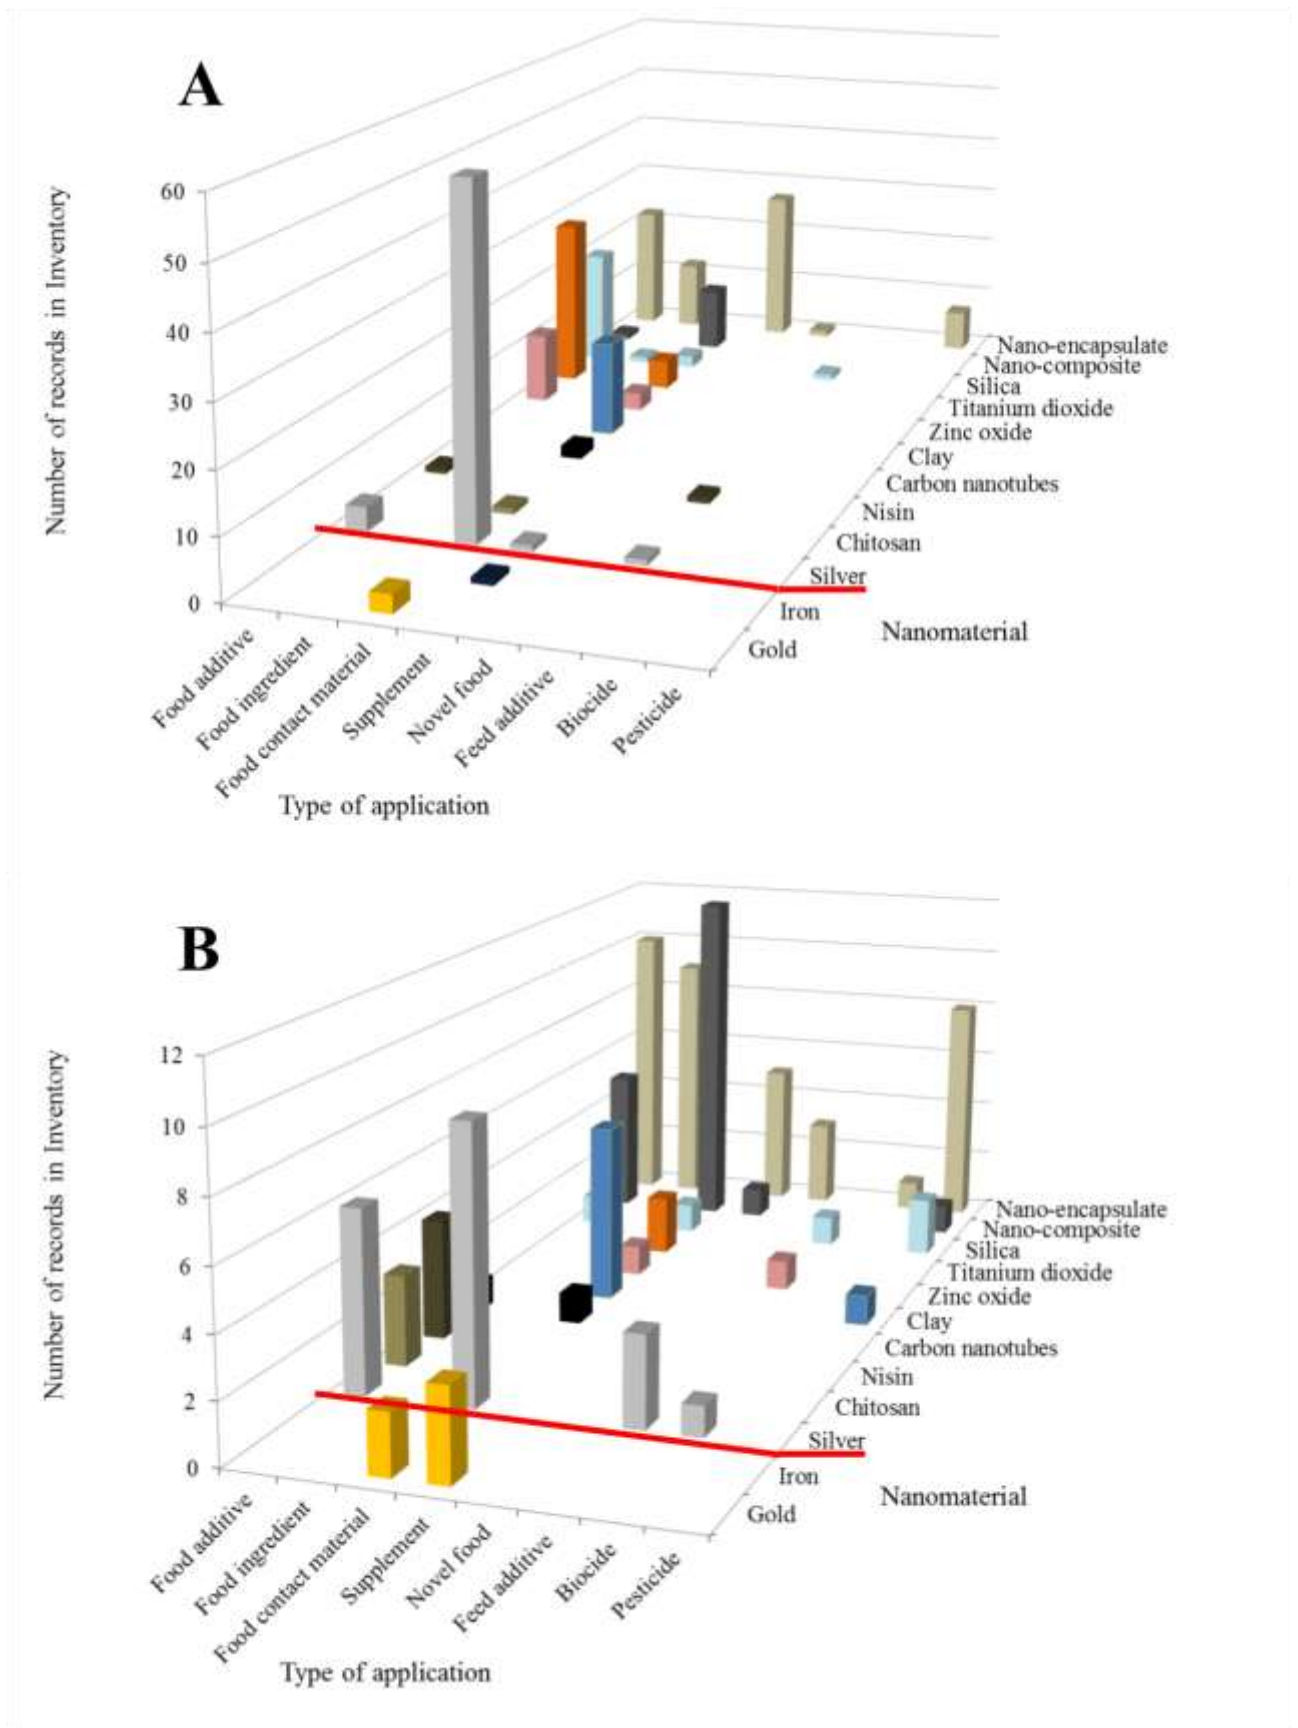 A
Number of records in Inventory
60
50
40
30
20
10
0
Food additive
Food ingredient
Food contact material
Supplement
Novel food
Feed additive
Biocide
Pesticide
Type of application
Nano-encapsulate
Nano-composite
Silica
Titanium dioxide
Zinc oxide
Clay
Carbon nanotubes
Nisin
Chitosan
Silver
Iron
Gold
Nanomaterial
B
Number of records in Inventory
12
10
8
6
4
2
0
Food additive
Food ingredient
Food contact material
Supplement
Novel food
Feed additive
Biocide
Pesticide
Type of application
Nano-encapsulate
Nano-composite
Silica
Titanium dioxide
Zinc oxide
Clay
Carbon nanotubes
Nisin
Chitosan
Silver
Iron
Gold
Nanomaterial